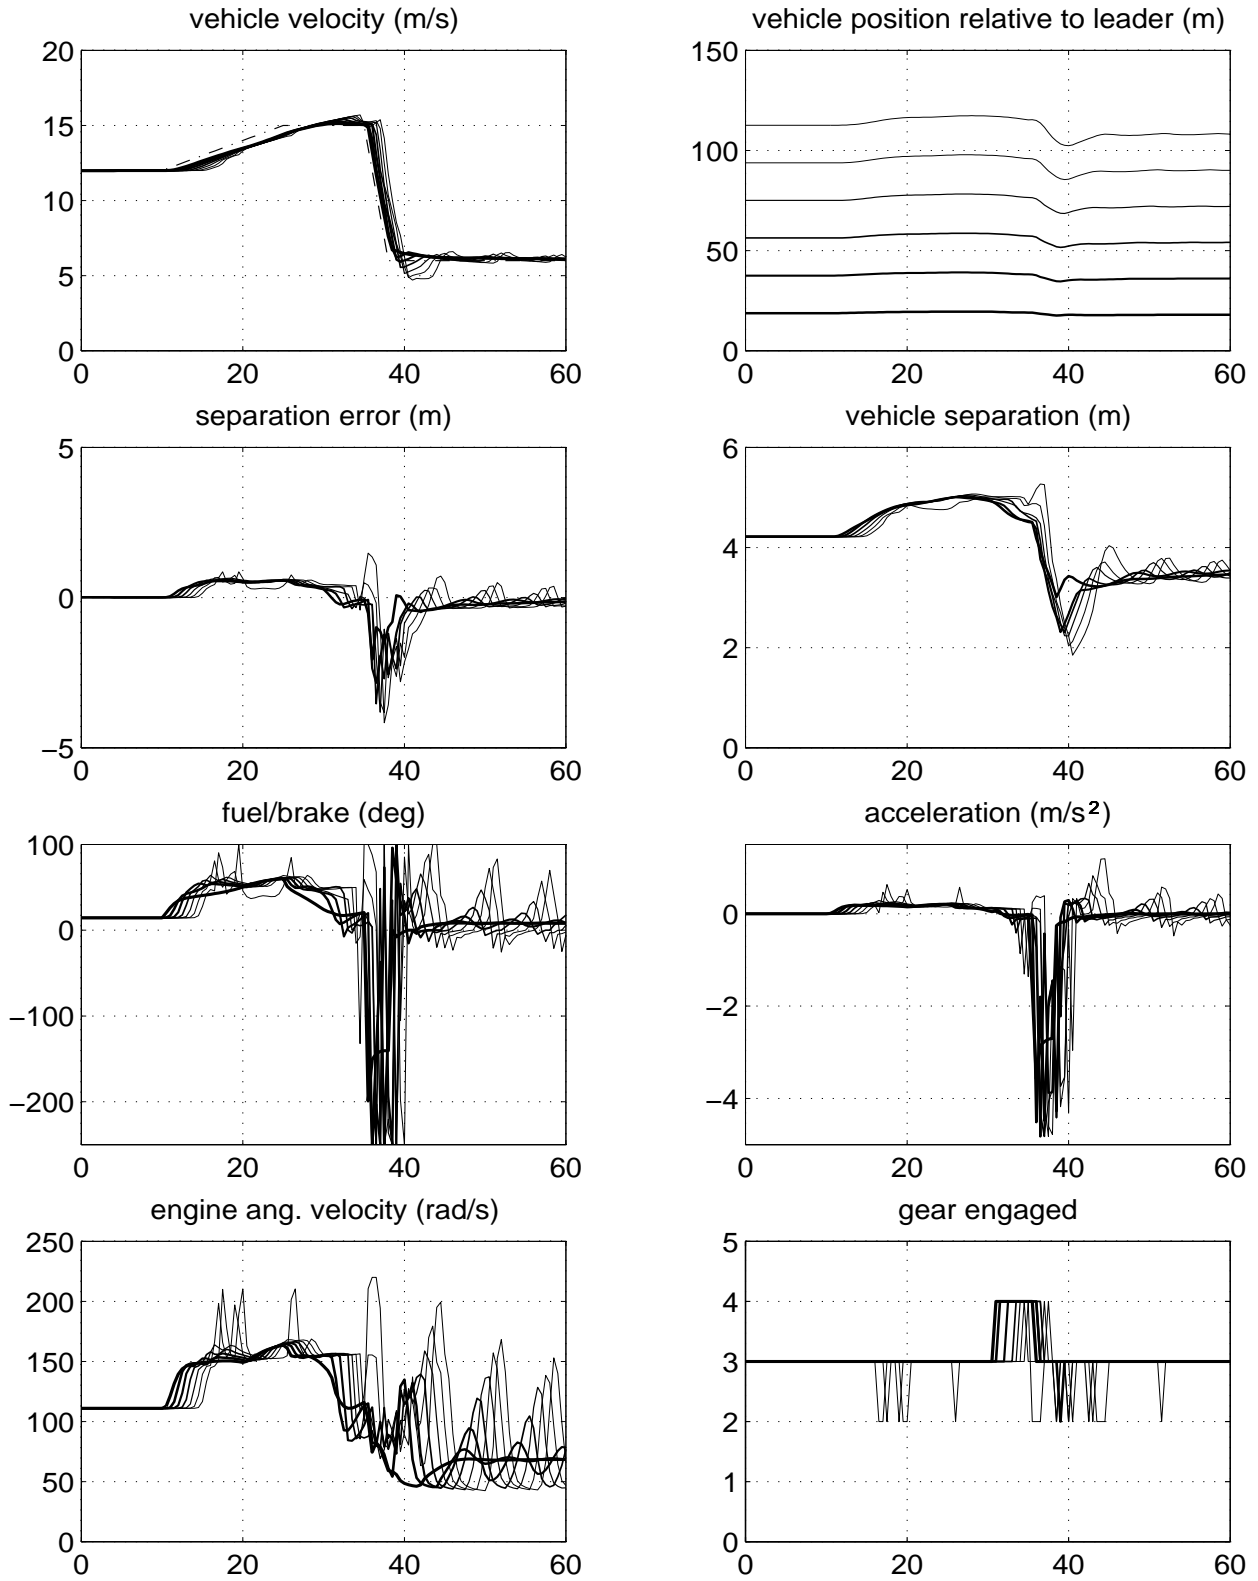 vehicle velocity (m/s)
20
15
10
5
0
0 20 40 60
vehicle position relative to leader (m)
150
100
50
0
0 20 40 60
separation error (m)
5
0
−5
0 20 40 60
vehicle separation (m)
6
4
2
0
0 20 40 60
fuel/brake (deg)
100
0
−100
−200
0 20 40 60
acceleration (m/s²)
0
−2
−4
0 20 40 60
engine ang. velocity (rad/s)
250
200
150
100
50
0
0 20 40 60
gear engaged
5
4
3
2
1
0
0 20 40 60